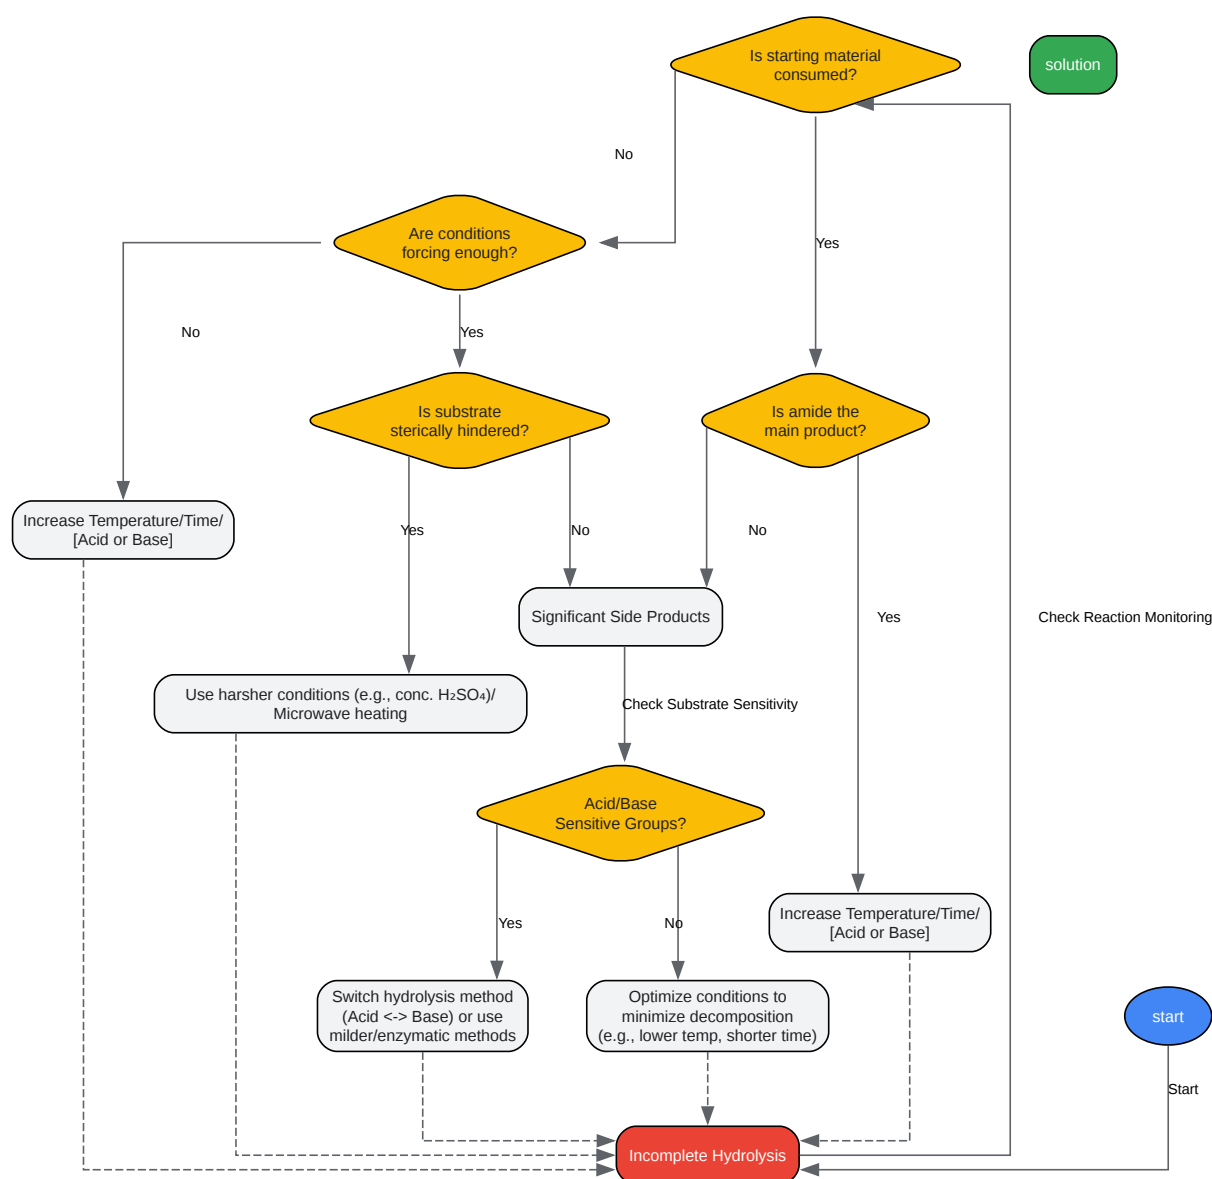 Is starting material
consumed?
solution
No
Are conditions
forcing enough?
Yes
No
Yes
Is substrate
sterically hindered?
Is amide the
main product?
Increase Temperature/Time/
[Acid or Base]
Yes
No
No
Significant Side Products
Yes
Check Reaction Monitoring
Use harsher conditions (e.g., conc. H₂SO₄)/
Microwave heating
Check Substrate Sensitivity
Acid/Base
Sensitive Groups?
Yes
No
Increase Temperature/Time/
[Acid or Base]
Switch hydrolysis method
(Acid <-> Base) or use
milder/enzymatic methods
Optimize conditions to
minimize decomposition
(e.g., lower temp, shorter time)
start
Start
Incomplete Hydrolysis